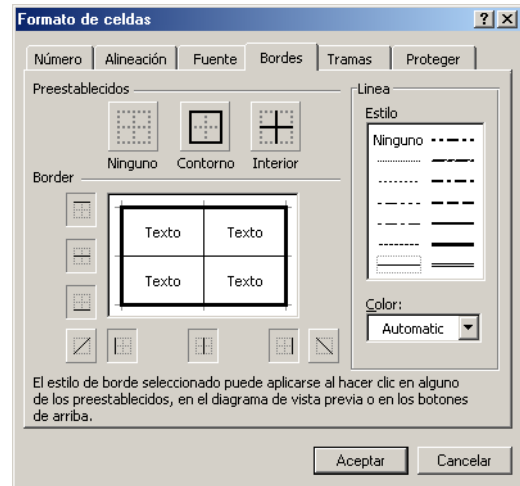 Formato de celdas
Número Alineación Fuente Bordes Tramas Proteger
Preestablecidos
Ninguno Contorno Interior
Border
Texto Texto
Texto Texto
Linea
Estilo
Ninguno
Color:
Automatic
El estilo de borde seleccionado puede aplicarse al hacer clic en alguno
de los preestablecidos, en el diagrama de vista previa o en los botones
de arriba.
Aceptar Cancelar